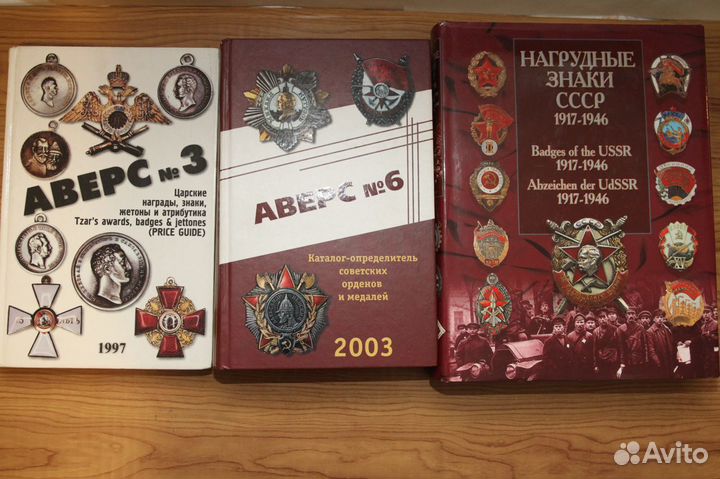 АВЕРС № 3
Царские
награды, знаки,
жетоны и атрибутика
Tzar's awards, badges & jettones
(PRICE GUIDE)
1997
АВЕРС №6
Каталог-определитель
советских
орденов
и медалей
2003
НАГРУДНЫЕ
ЗНАКИ
СССР
1917-1946
Badges of the USSR
1917-1946
Abzeichen der UdSSR
1917-1946
Avito